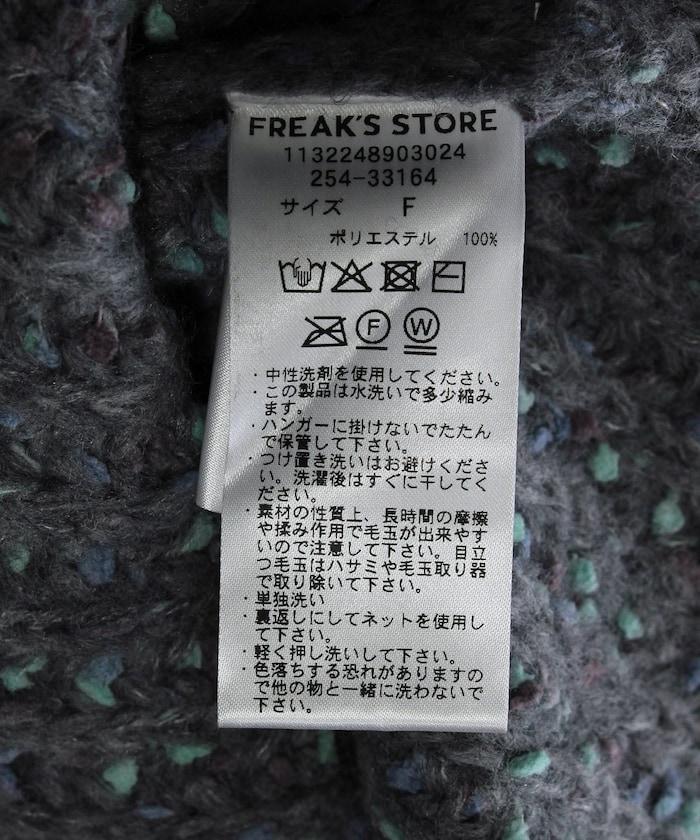 FREAK'S STORE
1132248903024
254-33164
サイズ F
ポリエステル 100%
F W
・中性洗剤を使用してください。
・この製品は水洗いで多少縮み
ます。
・ハンガーに掛けないでたたん
で保管して下さい。
・つけ置き洗いはお避けくださ
い。洗濯後はすぐに干してく
ださい。
・素材の性質上、長時間の摩擦
や揉み作用で毛玉が出来やす
いので注意して下さい。目立
つ毛玉はハサミや毛玉取り器
で取り除いて下さい。
・単独洗い
・裏返しにしてネットを使用し
て下さい。
・軽く押し洗いして下さい。
・色落ちする恐れがありますの
で他の物と一緒に洗わないで
下さい。